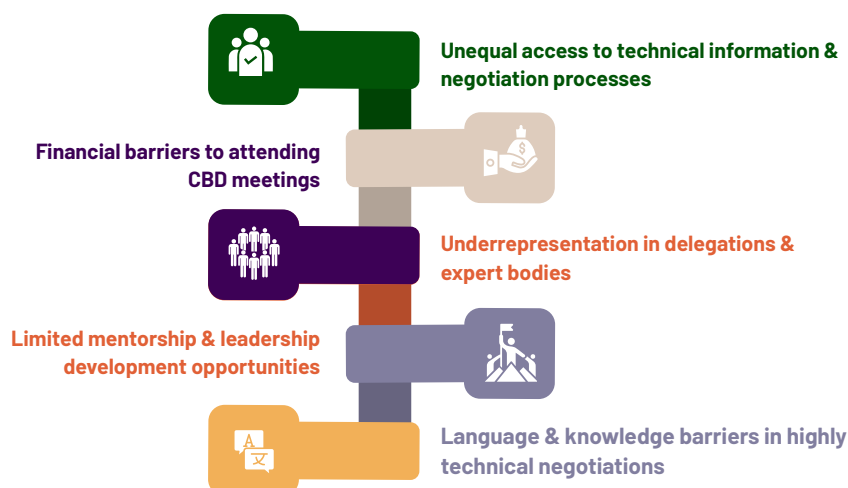 Unequal access to technical information &
negotiation processes
Financial barriers to attending
CBD meetings
$
Underrepresentation in delegations &
expert bodies
Limited mentorship & leadership
development opportunities
A
文
Language & knowledge barriers in highly
technical negotiations